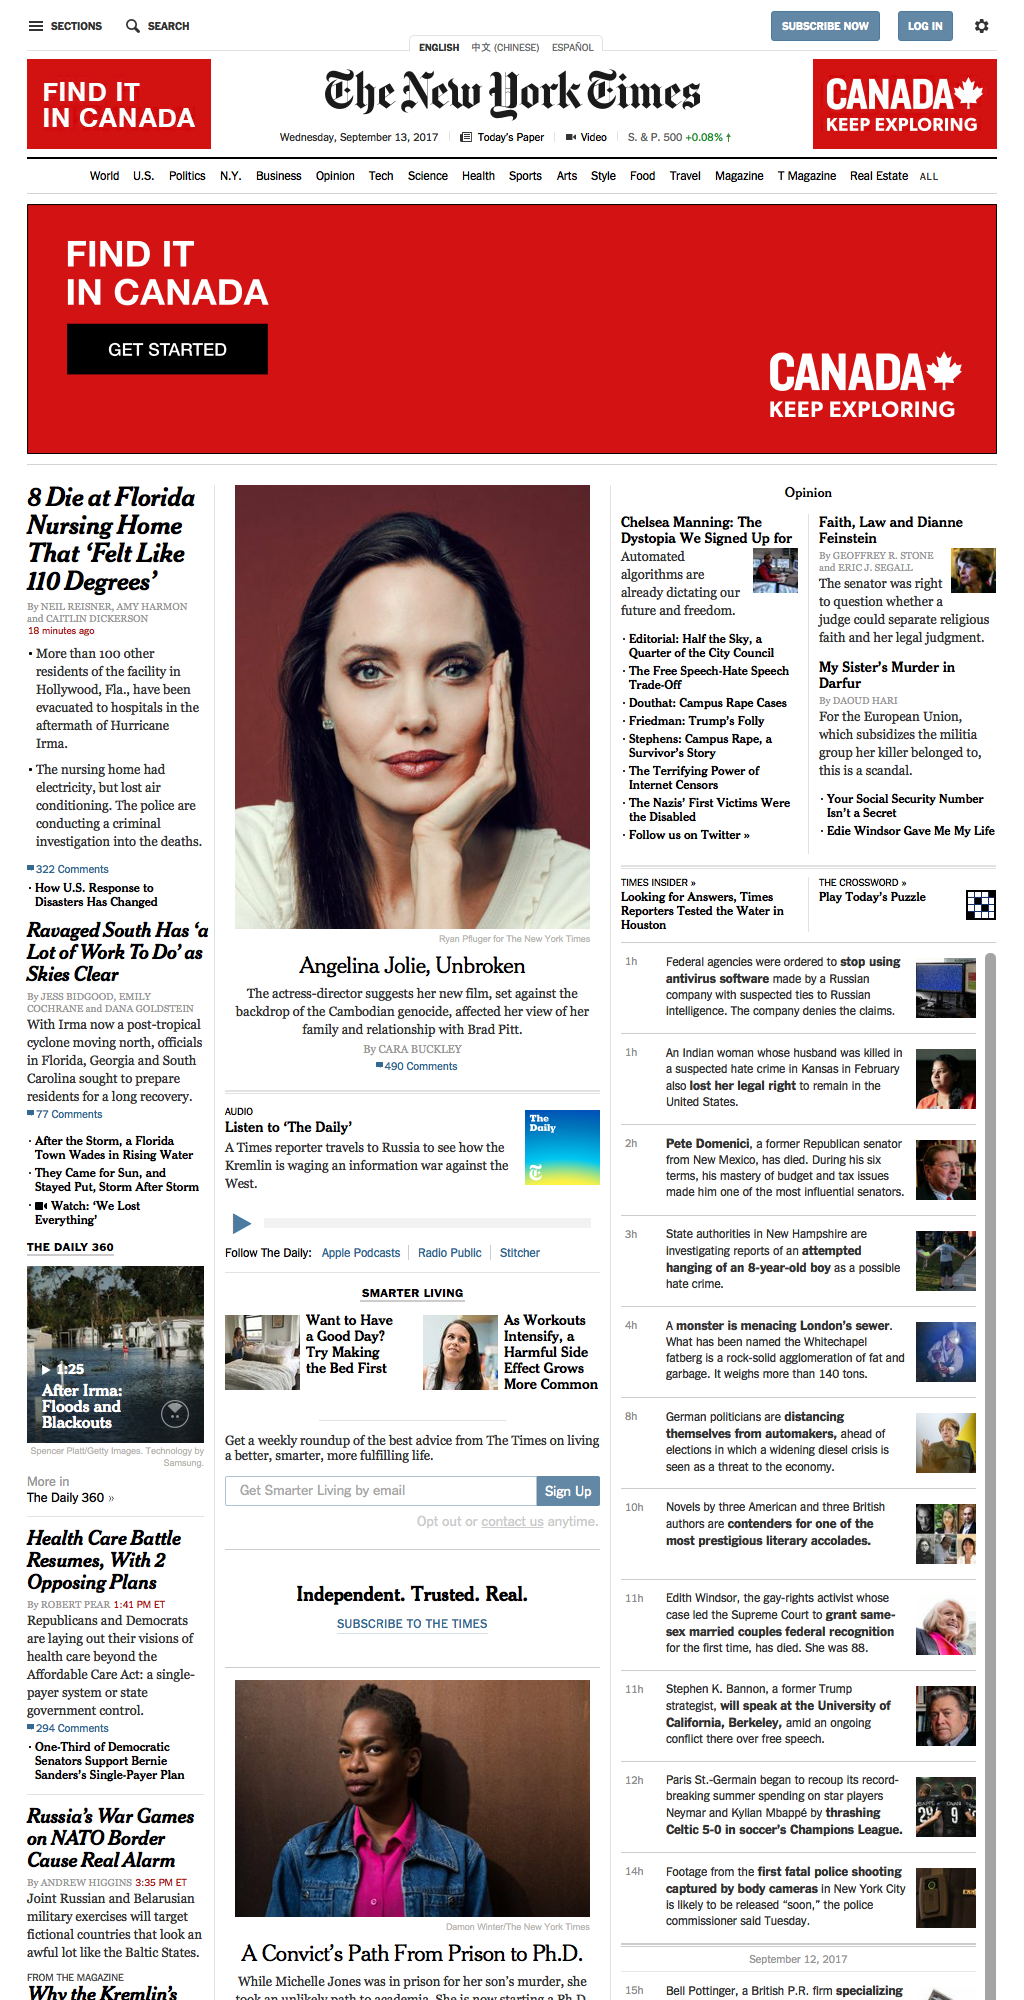 SECTIONS
SEARCH
SUBSCRIBE NOW
LOG IN
ENGLISH
中文 (CHINESE)
ESPAÑOL
FIND IT
IN CANADA
The New York Times
CANADA
KEEP EXPLORING
Wednesday, September 13, 2017
Today's Paper
Video
S. & P. 500 +0.08% ↑
World U.S. Politics N.Y. Business Opinion Tech Science Health Sports Arts Style Food Travel Magazine T Magazine Real Estate ALL
FIND IT
IN CANADA
GET STARTED
CANADA
KEEP EXPLORING
8 Die at Florida
Nursing Home
That ‘Felt Like
110 Degrees’
By NEIL REISNER, AMY HARMON
and CAITLIN DICKERSON
18 minutes ago
• More than 100 other
residents of the facility in
Hollywood, Fla., have been
evacuated to hospitals in the
aftermath of Hurricane
Irma.
• The nursing home had
electricity, but lost air
conditioning. The police are
conducting a criminal
investigation into the deaths.
322 Comments
· How U.S. Response to
Disasters Has Changed
Ravaged South Has ‘a
Lot of Work To Do’ as
Skies Clear
By JESS BIDGOOD, EMILY
COCHRANE and DANA GOLDSTEIN
With Irma now a post-tropical
cyclone moving north, officials
in Florida, Georgia and South
Carolina sought to prepare
residents for a long recovery.
77 Comments
· After the Storm, a Florida
Town Wades in Rising Water
· They Came for Sun, and
Stayed Put, Storm After Storm
· Watch: ‘We Lost
Everything’
THE DAILY 360
1:25
After Irma:
Floods and
Blackouts
Spencer Platt/Getty Images. Technology by
Samsung.
More in
The Daily 360 »
Health Care Battle
Resumes, With 2
Opposing Plans
By ROBERT PEAR 1:41 PM ET
Republicans and Democrats
are laying out their visions of
health care beyond the
Affordable Care Act: a single-
payer system or state
government control.
294 Comments
· One-Third of Democratic
Senators Support Bernie
Sanders’s Single-Payer Plan
Russia’s War Games
on NATO Border
Cause Real Alarm
By ANDREW HIGGINS 3:35 PM ET
Joint Russian and Belarusian
military exercises will target
fictional countries that look an
awful lot like the Baltic States.
FROM THE MAGAZINE
Why the Kremlin’s
Ryan Pfluger for The New York Times
Angelina Jolie, Unbroken
The actress-director suggests her new film, set against the
backdrop of the Cambodian genocide, affected her view of her
family and relationship with Brad Pitt.
By CARA BUCKLEY
490 Comments
AUDIO
Listen to ‘The Daily’
A Times reporter travels to Russia to see how the
Kremlin is waging an information war against the
West.
The
Daily
Follow The Daily: Apple Podcasts Radio Public Stitcher
SMARTER LIVING
Want to Have
a Good Day?
Try Making
the Bed First
As Workouts
Intensify, a
Harmful Side
Effect Grows
More Common
Get a weekly roundup of the best advice from The Times on living
a better, smarter, more fulfilling life.
Get Smarter Living by email
Sign Up
Opt out or contact us anytime.
Independent. Trusted. Real.
SUBSCRIBE TO THE TIMES
Damon Winter/The New York Times
A Convict’s Path From Prison to Ph.D.
While Michelle Jones was in prison for her son’s murder, she
took an unlikely path to academia. She is now starting a Ph.D.
Opinion
Chelsea Manning: The
Dystopia We Signed Up for
Automated
algorithms are
already dictating our
future and freedom.
· Editorial: Half the Sky, a
Quarter of the City Council
· The Free Speech-Hate Speech
Trade-Off
· Douthat: Campus Rape Cases
· Friedman: Trump’s Folly
· Stephens: Campus Rape, a
Survivor’s Story
· The Terrifying Power of
Internet Censors
· The Nazis’ First Victims Were
the Disabled
· Follow us on Twitter »
Faith, Law and Dianne
Feinstein
By GEOFFREY R. STONE
and ERIC J. SEGALL
The senator was right
to question whether a
judge could separate religious
faith and her legal judgment.
My Sister’s Murder in
Darfur
By DAOUD HARI
For the European Union,
which subsidizes the militia
group her killer belonged to,
this is a scandal.
· Your Social Security Number
Isn’t a Secret
· Edie Windsor Gave Me My Life
TIMES INSIDER »
Looking for Answers, Times
Reporters Tested the Water in
Houston
THE CROSSWORD »
Play Today’s Puzzle
1h
Federal agencies were ordered to stop using
antivirus software made by a Russian
company with suspected ties to Russian
intelligence. The company denies the claims.
1h
An Indian woman whose husband was killed in
a suspected hate crime in Kansas in February
also lost her legal right to remain in the
United States.
2h
Pete Domenici, a former Republican senator
from New Mexico, has died. During his six
terms, his mastery of budget and tax issues
made him one of the most influential senators.
3h
State authorities in New Hampshire are
investigating reports of an attempted
hanging of an 8-year-old boy as a possible
hate crime.
4h
A monster is menacing London’s sewer.
What has been named the Whitechapel
fatberg is a rock-solid agglomeration of fat and
garbage. It weighs more than 140 tons.
8h
German politicians are distancing
themselves from automakers, ahead of
elections in which a widening diesel crisis is
seen as a threat to the economy.
10h
Novels by three American and three British
authors are contenders for one of the
most prestigious literary accolades.
11h
Edith Windsor, the gay-rights activist whose
case led the Supreme Court to grant same-
sex married couples federal recognition
for the first time, has died. She was 88.
11h
Stephen K. Bannon, a former Trump
strategist, will speak at the University of
California, Berkeley, amid an ongoing
conflict there over free speech.
12h
Paris St.-Germain began to recoup its record-
breaking summer spending on star players
Neymar and Kylian Mbappé by thrashing
Celtic 5-0 in soccer’s Champions League.
14h
Footage from the first fatal police shooting
captured by body cameras in New York City
is likely to be released “soon,” the police
commissioner said Tuesday.
September 12, 2017
15h
Bell Pottinger, a British P.R. firm specializing